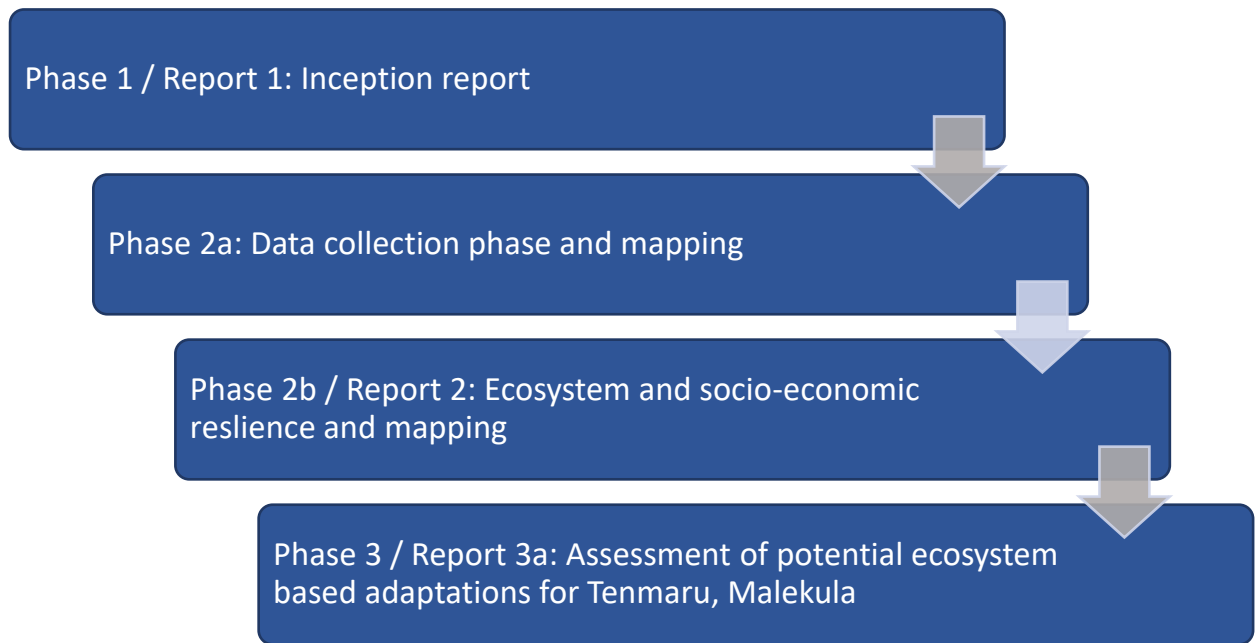 Phase 1 / Report 1: Inception report
Phase 2a: Data collection phase and mapping
Phase 2b / Report 2: Ecosystem and socio-economic
reslience and mapping
Phase 3 / Report 3a: Assessment of potential ecosystem
based adaptations for Tenmaru, Malekula